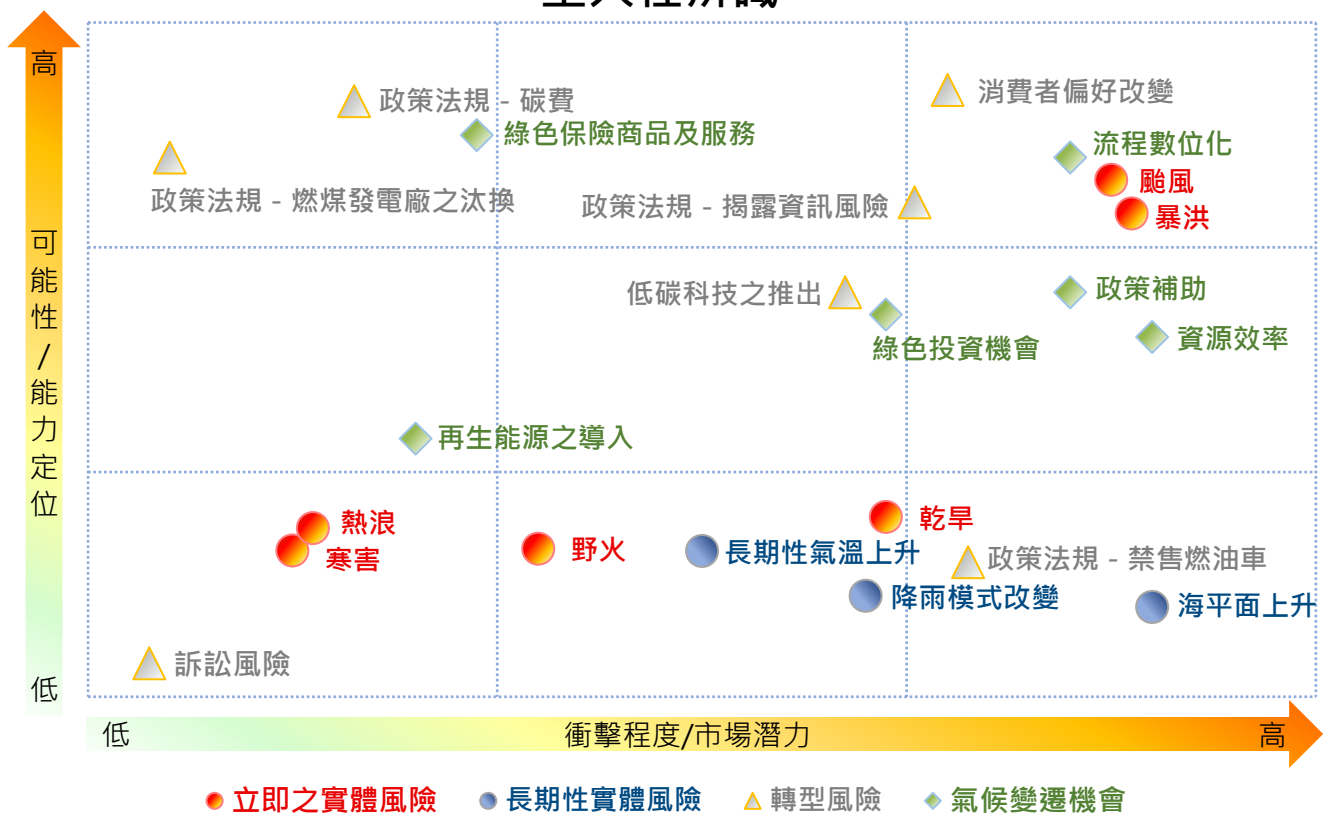 高
政策法規 - 碳費
消費者偏好改變
綠色保險商品及服務
流程數位化
颱風
政策法規 - 燃煤發電廠之汰換
政策法規 - 揭露資訊風險
暴洪
可能性/能力定位
低碳科技之推出
政策補助
綠色投資機會
資源效率
再生能源之導入
熱浪
乾旱
寒害
野火
長期性氣溫上升
政策法規 - 禁售燃油車
降雨模式改變
海平面上升
訴訟風險
低
低
衝擊程度/市場潛力
高
立即之實體風險
長期性實體風險
轉型風險
氣候變遷機會